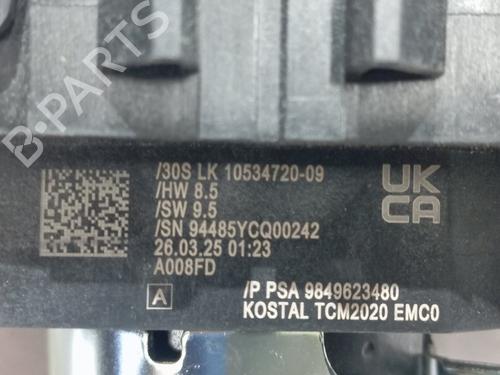 /30S LK 10534720-09
/HW 8.5
/SW 9.5
/SN 94485YCQ00242
26.03.25 01:23
A008FD
A
/P PSA 9849623480
KOSTAL TCM2020 EMC0
UK
CA
B-PARTS